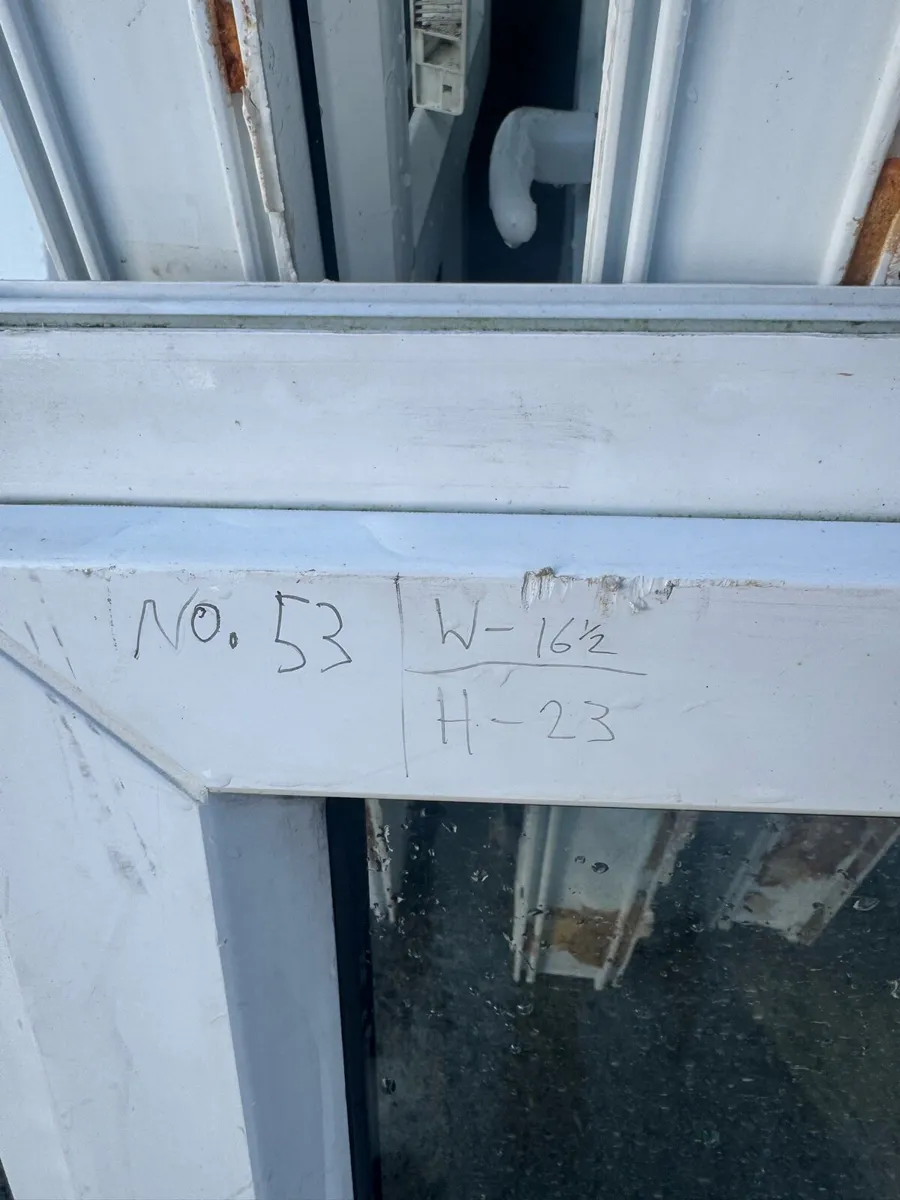 No. 53
W - 16½
H - 23